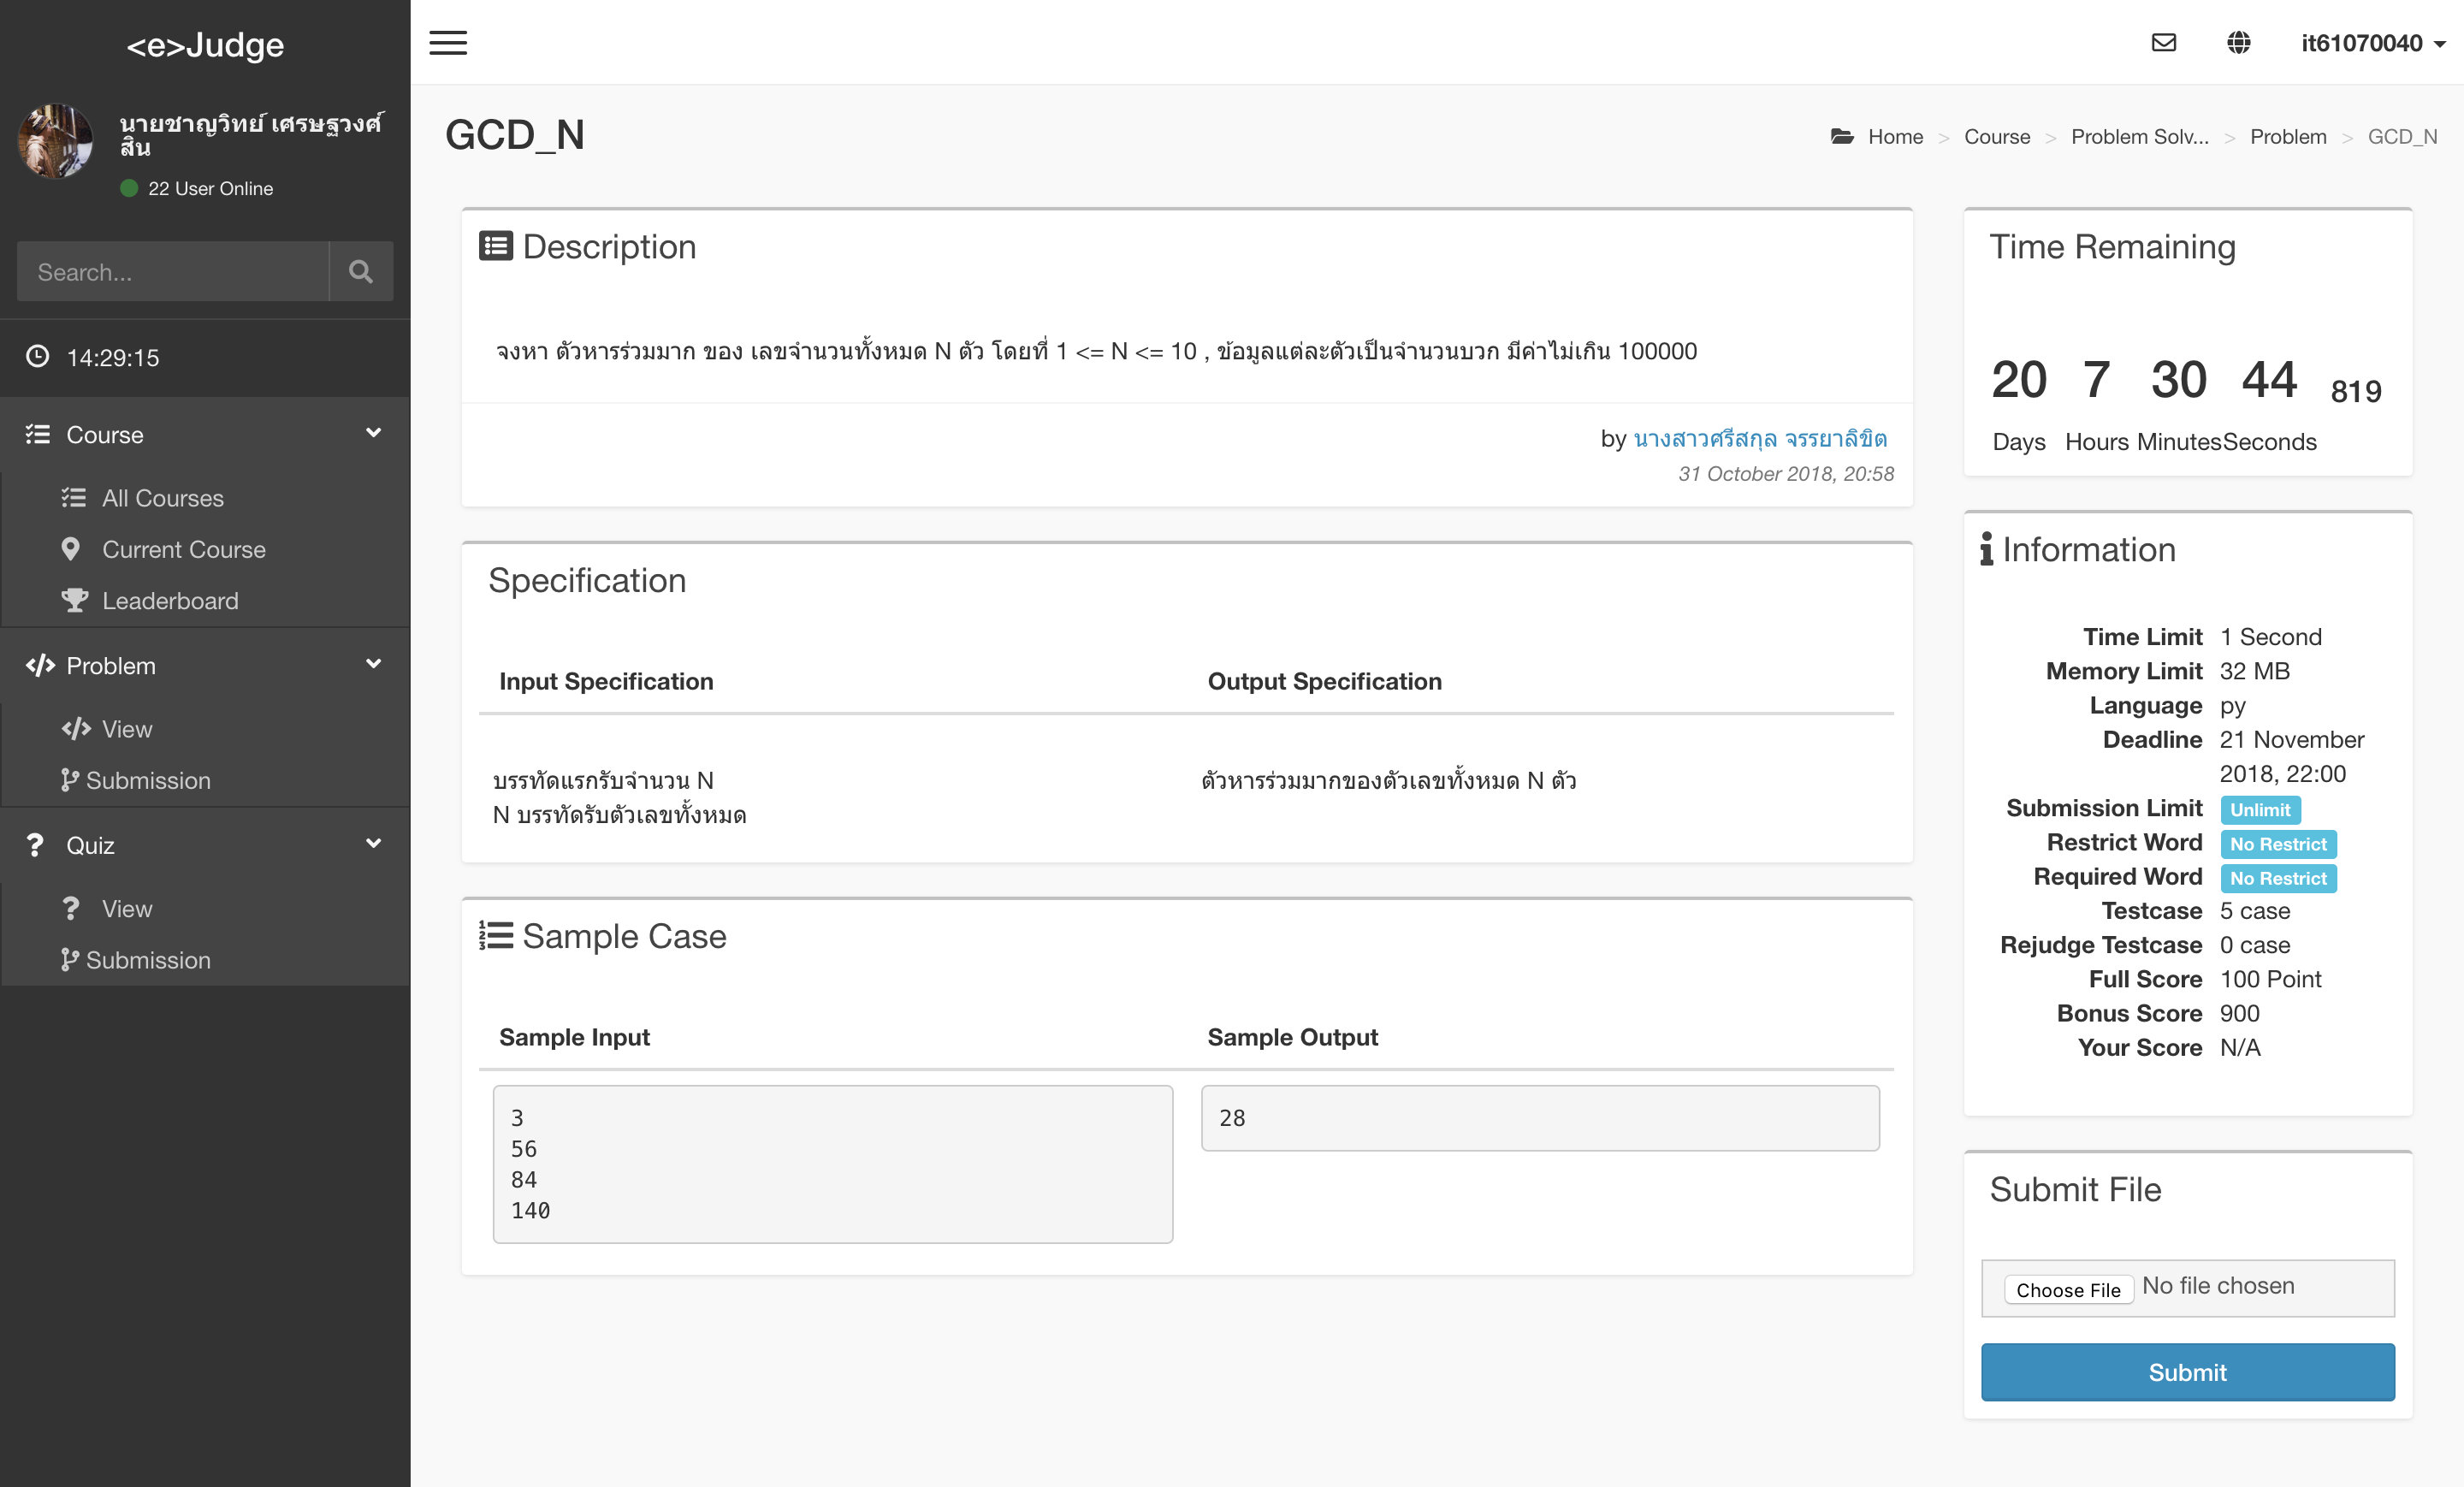 <e>Judge
นายชาญวิทย์ เศรษฐวงศ์
สิน
22 User Online
Search...
14:29:15
Course
All Courses
Current Course
Leaderboard
Problem
View
Submission
Quiz
View
Submission
it61070040
GCD_N
Home > Course > Problem Solv... > Problem > GCD_N
Description
จงหา ตัวหารร่วมมาก ของ เลขจำนวนทั้งหมด N ตัว โดยที่ 1 <= N <= 10 , ข้อมูลแต่ละตัวเป็นจำนวนบวก มีค่าไม่เกิน 100000
by นางสาวศรีสกุล จรรยาลิขิต
31 October 2018, 20:58
Specification
Input Specification Output Specification
บรรทัดแรกรับจำนวน N ตัวหารร่วมมากของตัวเลขทั้งหมด N ตัว
N บรรทัดรับตัวเลขทั้งหมด
Sample Case
Sample Input Sample Output
3 28
56
84
140
Time Remaining
20 7 30 44 819
Days Hours Minutes Seconds
Information
Time Limit 1 Second
Memory Limit 32 MB
Language py
Deadline 21 November
2018, 22:00
Submission Limit Unlimit
Restrict Word No Restrict
Required Word No Restrict
Testcase 5 case
Rejudge Testcase 0 case
Full Score 100 Point
Bonus Score 900
Your Score N/A
Submit File
Choose File No file chosen
Submit